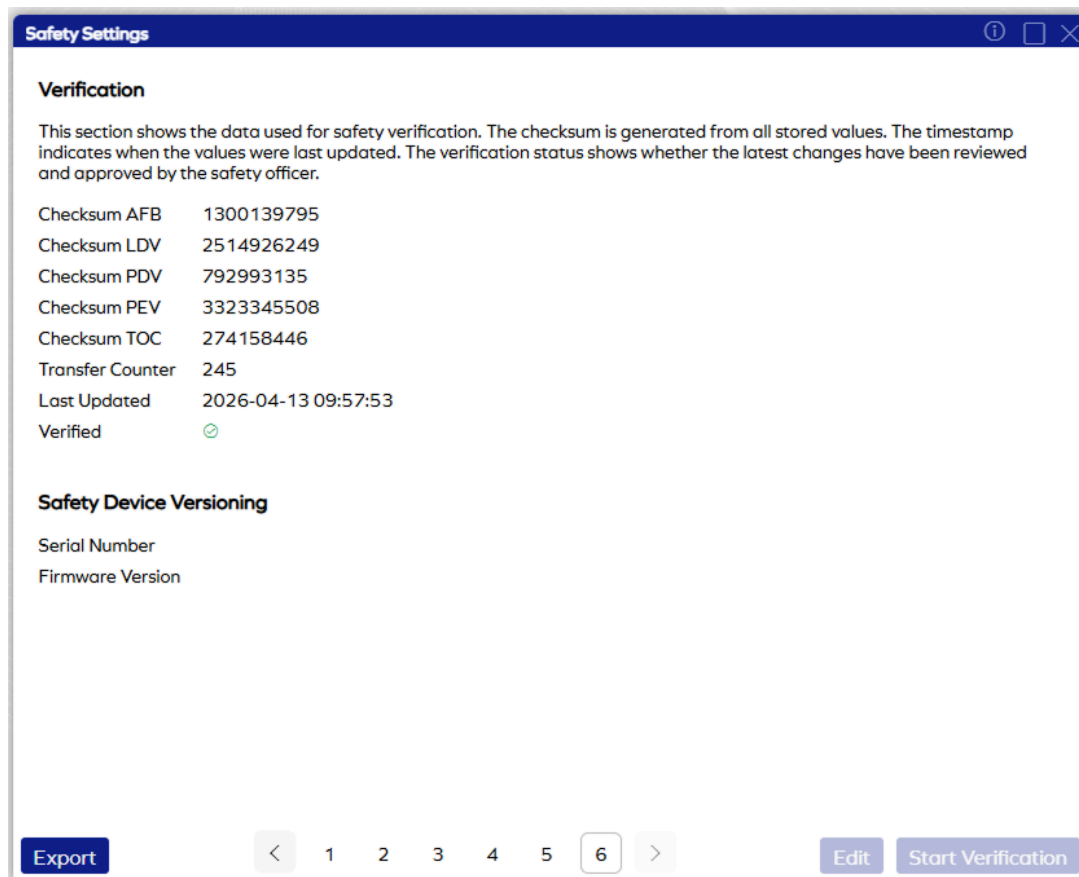 Safety Settings
Verification
This section shows the data used for safety verification. The checksum is generated from all stored values. The timestamp
indicates when the values were last updated. The verification status shows whether the latest changes have been reviewed
and approved by the safety officer.
Checksum AFB 1300139795
Checksum LDV 2514926249
Checksum PDV 792993135
Checksum PEV 3323345508
Checksum TOC 274158446
Transfer Counter 245
Last Updated 2026-04-13 09:57:53
Verified
Safety Device Versioning
Serial Number
Firmware Version
Export < 1 2 3 4 5 6 > Edit Start Verification